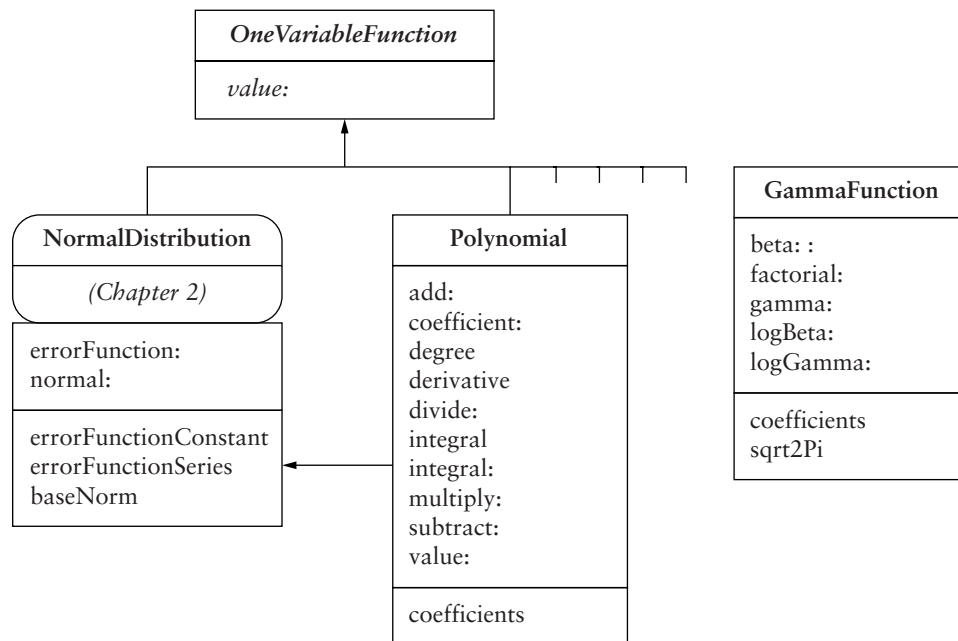 OneVariableFunction
value:
NormalDistribution
(Chapter 2)
errorFunction:
normal:
errorFunctionConstant
errorFunctionSeries
baseNorm
Polynomial
add:
coefficient:
degree
derivative
divide:
integral
integral:
multiply:
subtract:
value:
coefficients
GammaFunction
beta: :
factorial:
gamma:
logBeta:
logGamma:
coefficients
sqrt2Pi